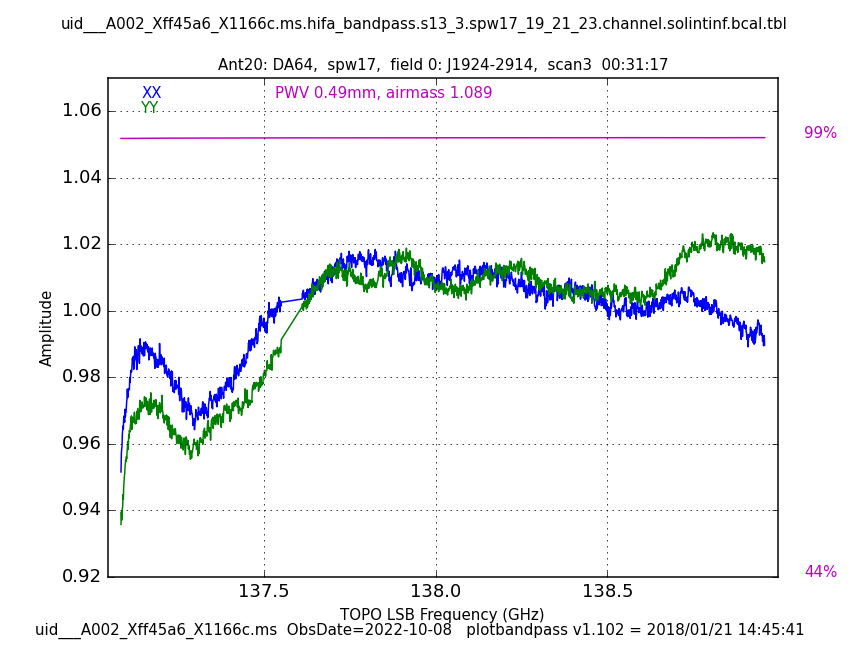 uid___A002_Xff45a6_X1166c.ms.hifa_bandpass.s13_3.spw17_19_21_23.channel.solintinf.bcal.tbl
Ant20: DA64,  spw17,  field 0: J1924-2914,  scan3  00:31:17
XX
PWV 0.49mm, airmass 1.089
YY
1.06
99%
1.04
1.02
1.00
Amplitude
0.98
0.96
0.94
44%
0.92
137.5 138.0 138.5
TOPO LSB Frequency (GHz)
uid___A002_Xff45a6_X1166c.ms  ObsDate=2022-10-08   plotbandpass v1.102 = 2018/01/21 14:45:41